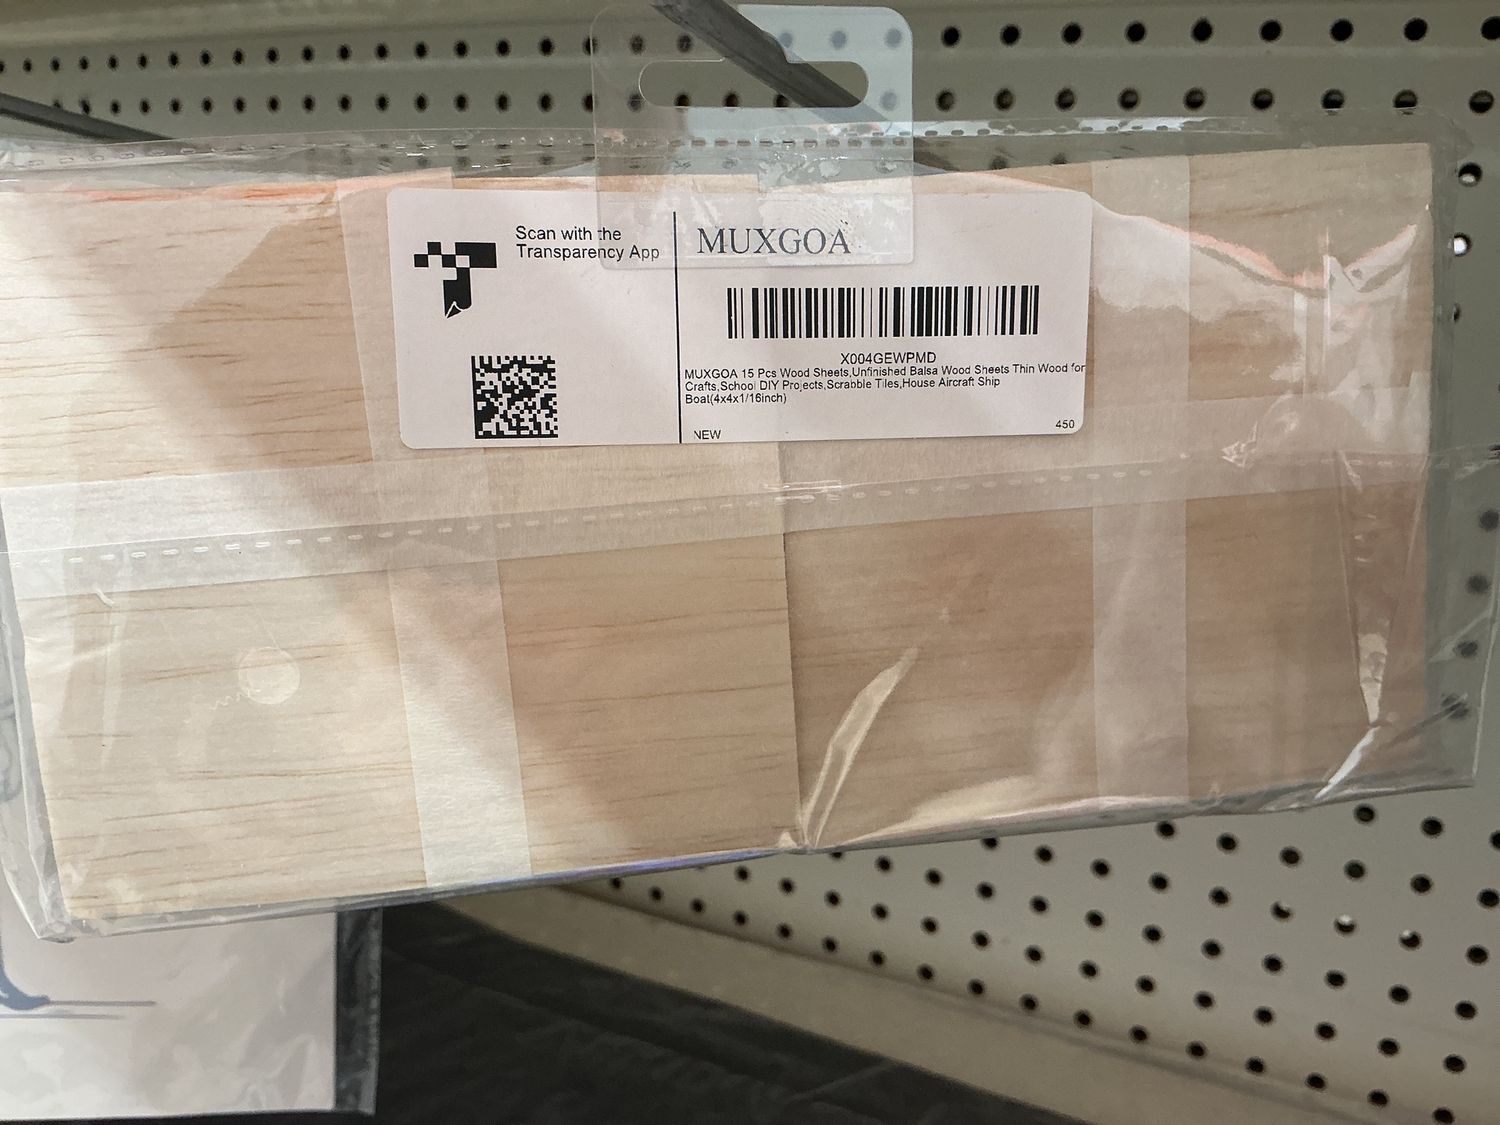 Scan with the
Transparency App
MUXGOA
X004GEWPMD
MUXGOA 15 Pcs Wood Sheets,Unfinished Balsa Wood Sheets Thin Wood for
Crafts,School DIY Projects,Scrabble Tiles,House Aircraft Ship
Boat(4x4x1/16inch)
NEW
450